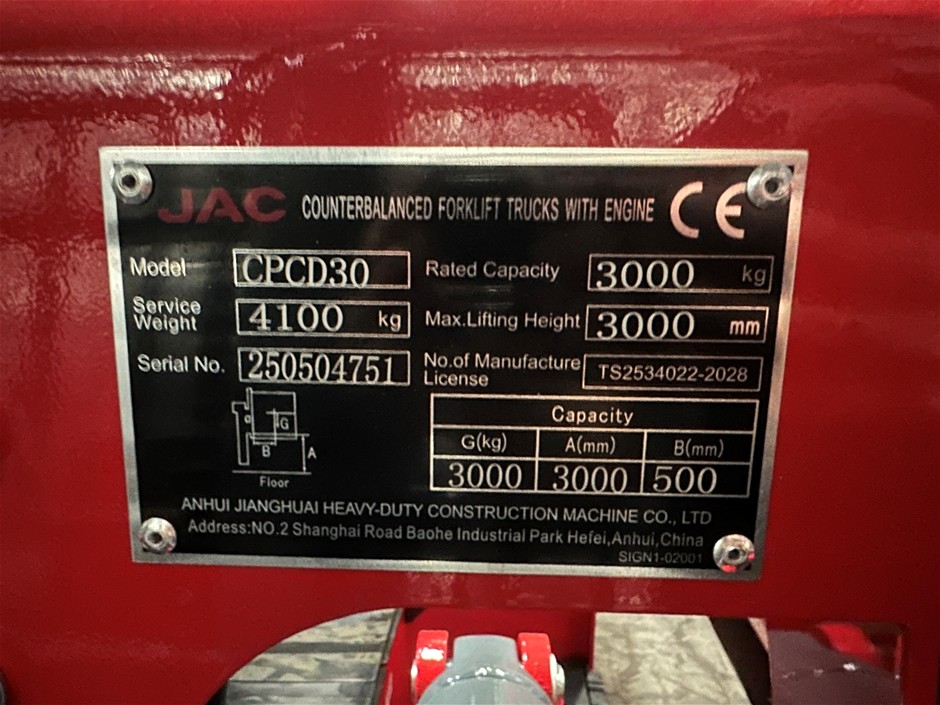 JAC COUNTERBALANCED FORKLIFT TRUCKS WITH ENGINE CE
Model CPCD30 Rated Capacity 3000 kg
Service Weight 4100 kg Max.Lifting Height 3000 mm
Serial No. 250504751 No.of Manufacture License TS2534022-2028
Capacity
G(kg) A(mm) B(mm)
3000 3000 500
G
B A
Floor
ANHUI JIANGHUAI HEAVY-DUTY CONSTRUCTION MACHINE CO., LTD
Address:NO.2 Shanghai Road Baohe Industrial Park Hefei,Anhui,China
SIGN1-02001